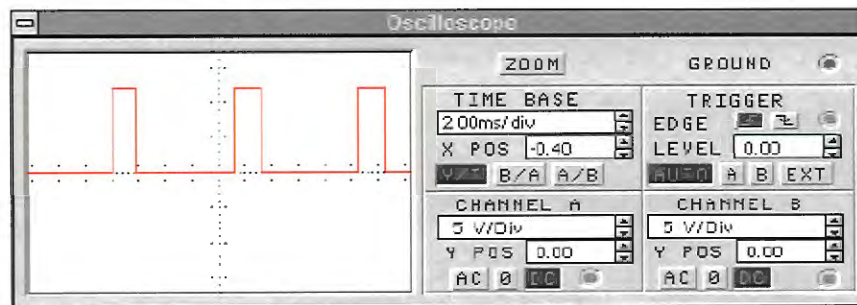 Oscilloscope
ZOOM
GROUND
TIME BASE
2.00ms/div
X POS -0.40
Y/T B/A A/B
TRIGGER
EDGE
LEVEL 0.00
AUTO A B EXT
CHANNEL A
5 V/Div
Y POS 0.00
AC 0 DC
CHANNEL B
5 V/Div
Y POS 0.00
AC 0 DC